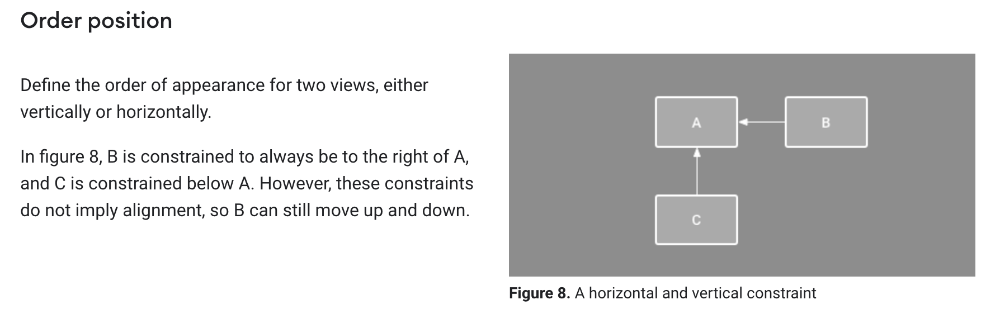 Order position
Define the order of appearance for two views, either
vertically or horizontally.
In figure 8, B is constrained to always be to the right of A,
and C is constrained below A. However, these constraints
do not imply alignment, so B can still move up and down.
A
B
C
Figure 8. A horizontal and vertical constraint